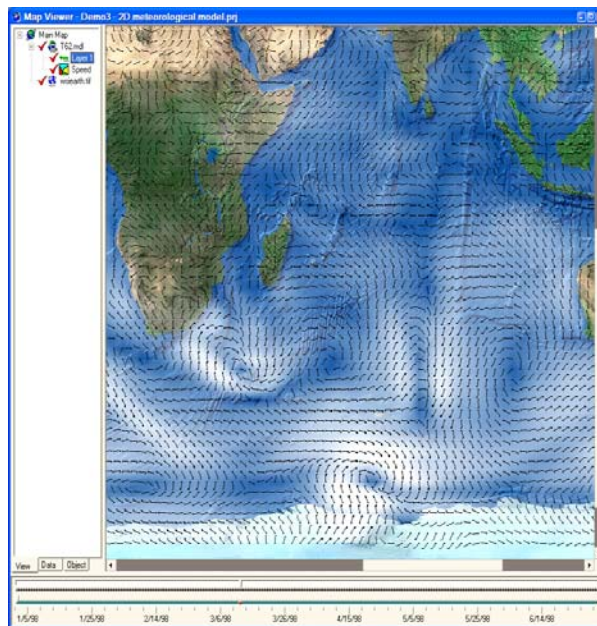 Map Viewer - Demo3 - 2D meteorological model.prj
Main Map
T62.mdl
Layer 1
Speed
worearth.tif
View Data Object
1/5/98 1/25/98 2/14/98 3/6/98 3/26/98 4/15/98 5/5/98 5/25/98 6/14/98